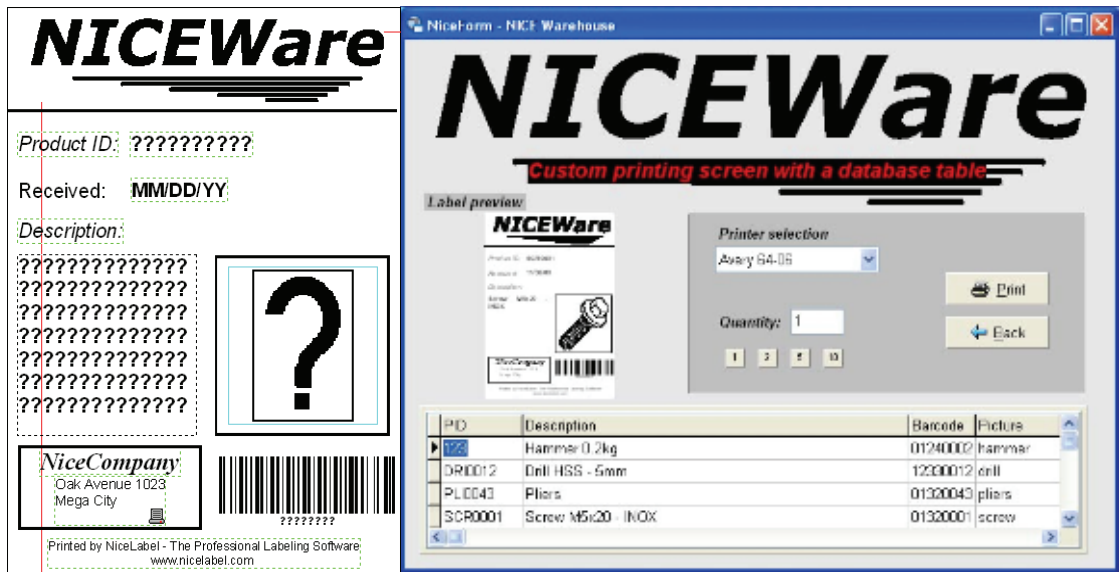 NICEWare
Product ID: ??????????
Received: MM/DD/YY
Description:
??????????????
??????????????
??????????????
??????????????
??????????????
??????????????
??????????????
?
NiceCompany
Oak Avenue 1023
Mega City
????????
Printed by NiceLabel - The Professional Labeling Software
www.nicelabel.com
NiceForm - NICE Warehouse
NICEWare
Custom printing screen with a database table
Label preview
NICEWare
NiceCompany
Printer selection
Avery 64-06
Print
Quantity: 1
Back
1 2 5 10
PID Description Barcode Picture
123 Hammer 0.2kg 01240002 hammer
DRI0012 Drill HSS - 5mm 12330012 drill
PLI0043 Pliers 01320043 pliers
SCR0001 Screw M5x20 - INOX 01320001 screw